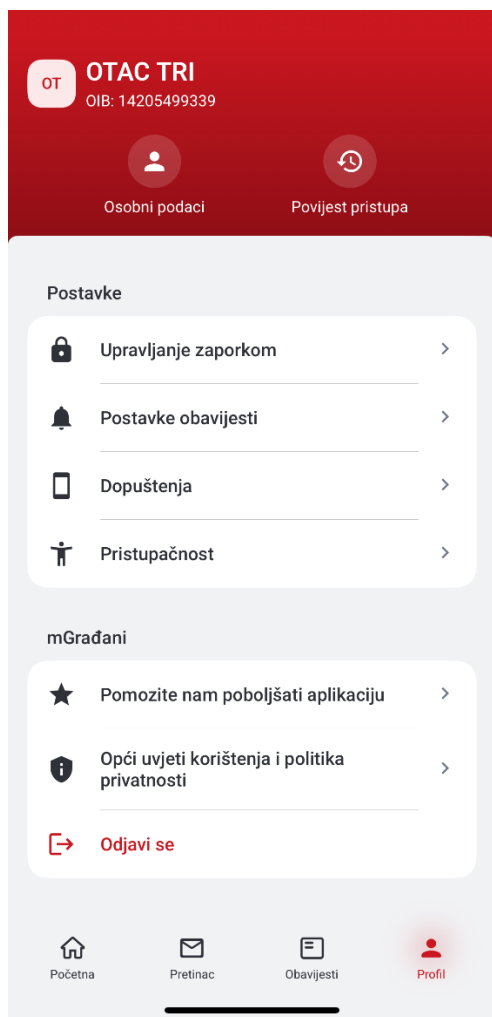 OT
OTAC TRI
OIB: 14205499339
Osobni podaci
Povijest pristupa
Postavke
Upravljanje zaporkom
Postavke obavijesti
Dopuštenja
Pristupačnost
mGrađani
Pomozite nam poboljšati aplikaciju
Opći uvjeti korištenja i politika
privatnosti
Odjavi se
Početna
Pretinac
Obavijesti
Profil